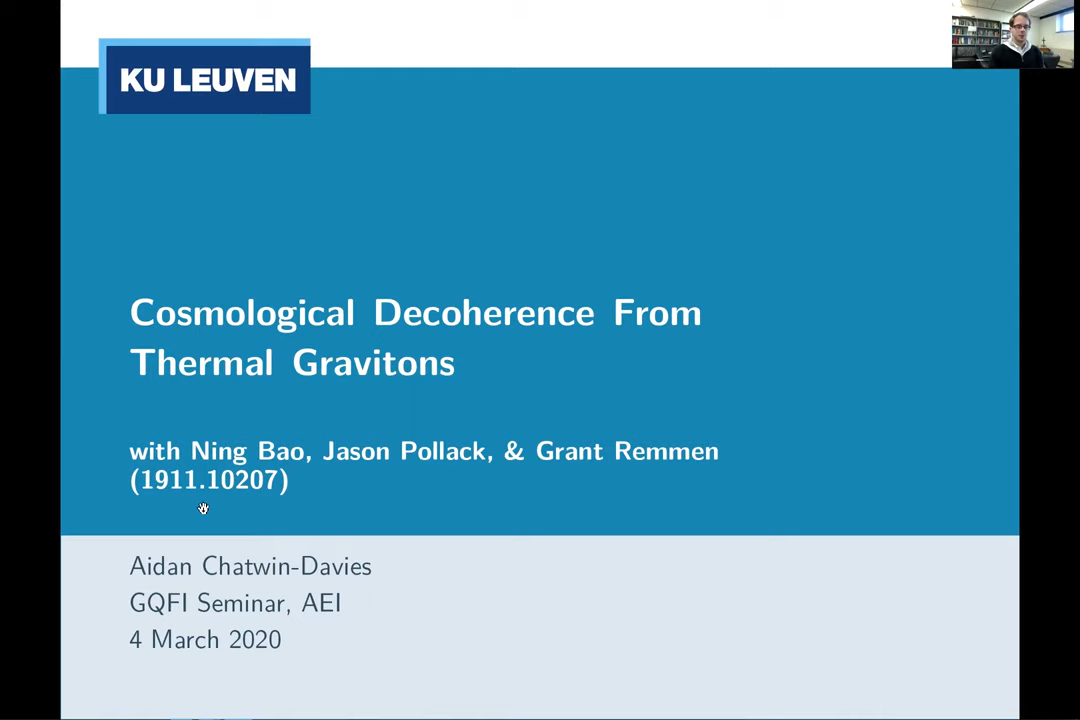 KU LEUVEN
Cosmological Decoherence From
Thermal Gravitons
with Ning Bao, Jason Pollack, & Grant Remmen
(1911.10207)
Aidan Chatwin-Davies
GQFI Seminar, AEI
4 March 2020